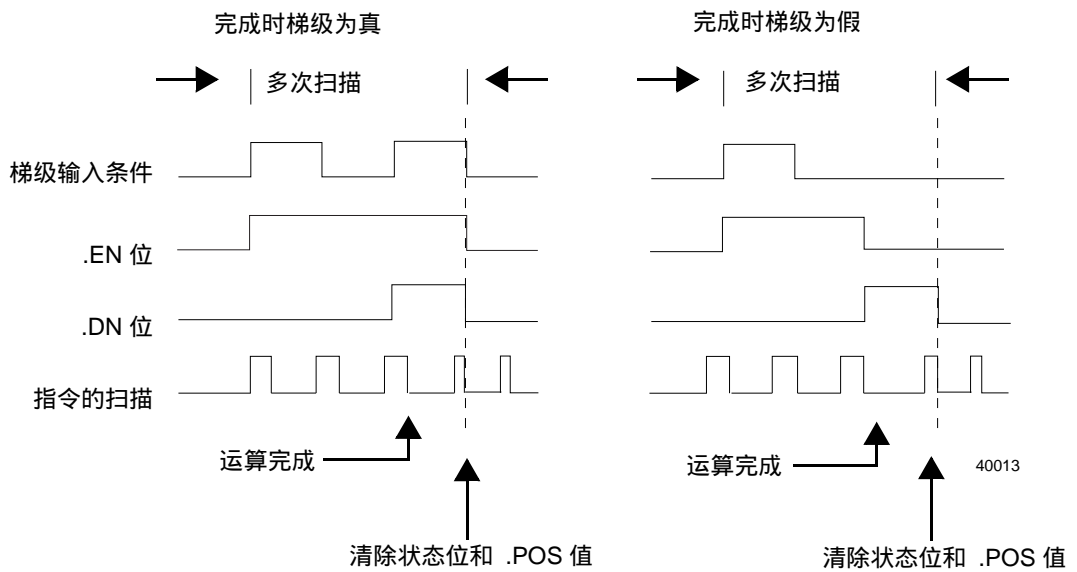 完成时梯级为真
完成时梯级为假
多次扫描
多次扫描
梯级输入条件
.EN 位
.DN 位
指令的扫描
运算完成
运算完成
40013
清除状态位和 .POS 值
清除状态位和 .POS 值